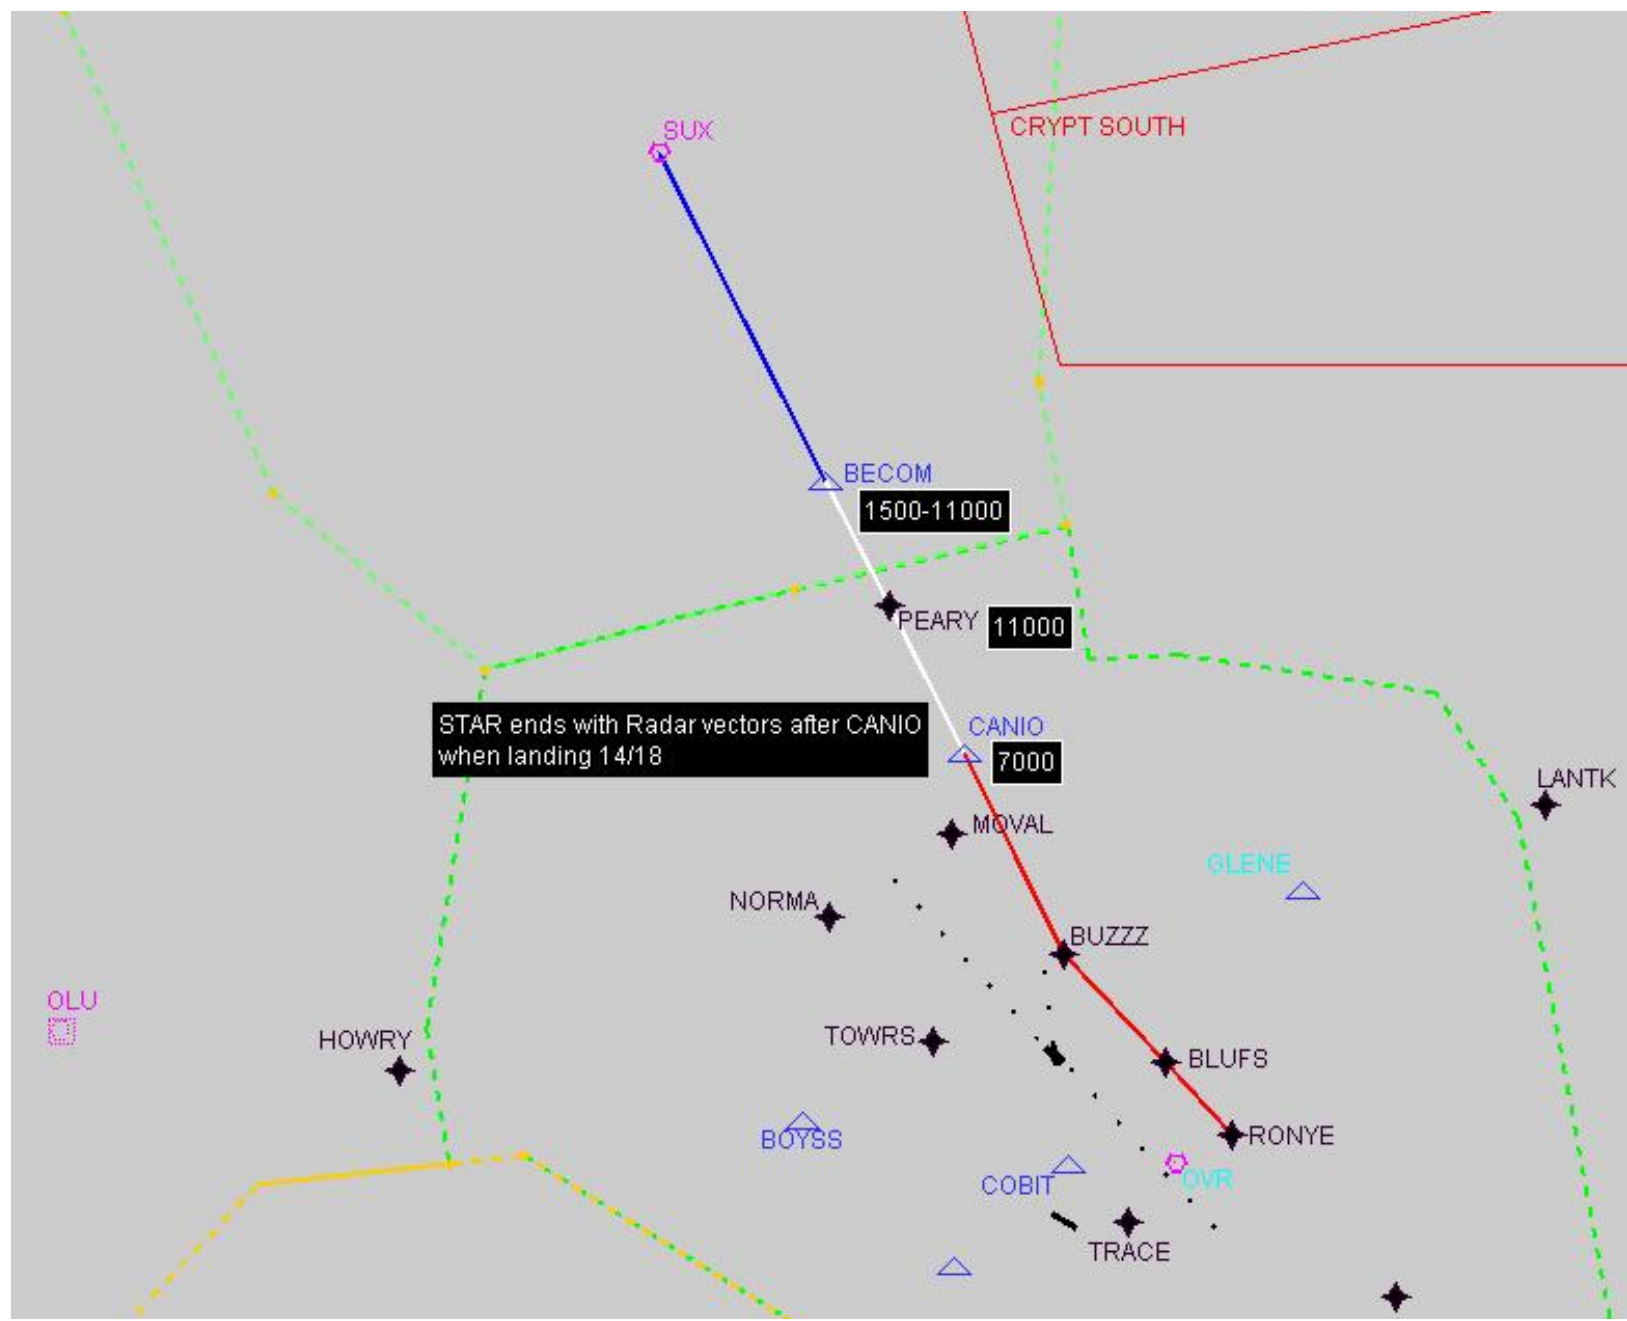 CRYPT SOUTH
SUX
BECOM
1500-11000
PEARY
11000
STAR ends with Radar vectors after CANIO
when landing 14/18
CANIO
7000
LANTK
MOVAL
GLENE
NORMA
BUZZZ
OLU
HOWRY
TOWRS
BLUFS
BOYSS
RONYE
COBIT
OVR
TRACE